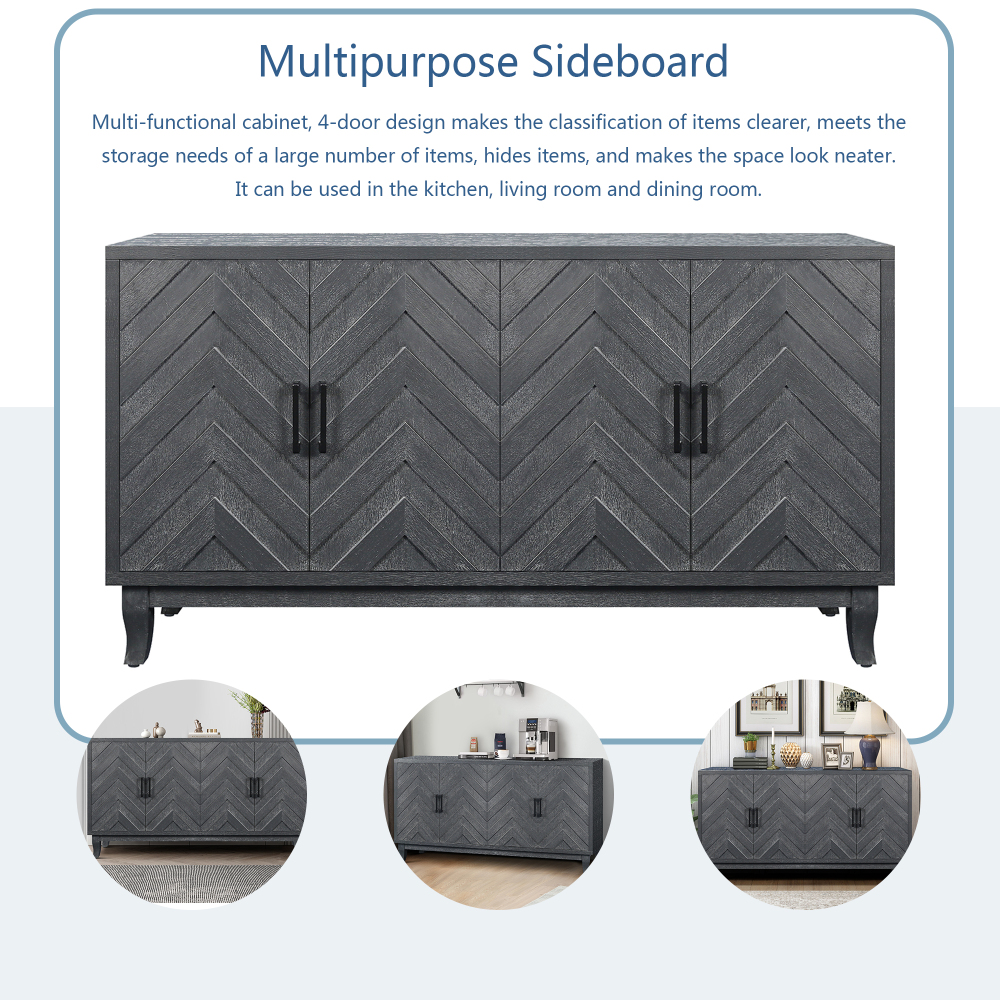 Multipurpose Sideboard
Multi-functional cabinet, 4-door design makes the classification of items clearer, meets the
storage needs of a large number of items, hides items, and makes the space look neater.
It can be used in the kitchen, living room and dining room.